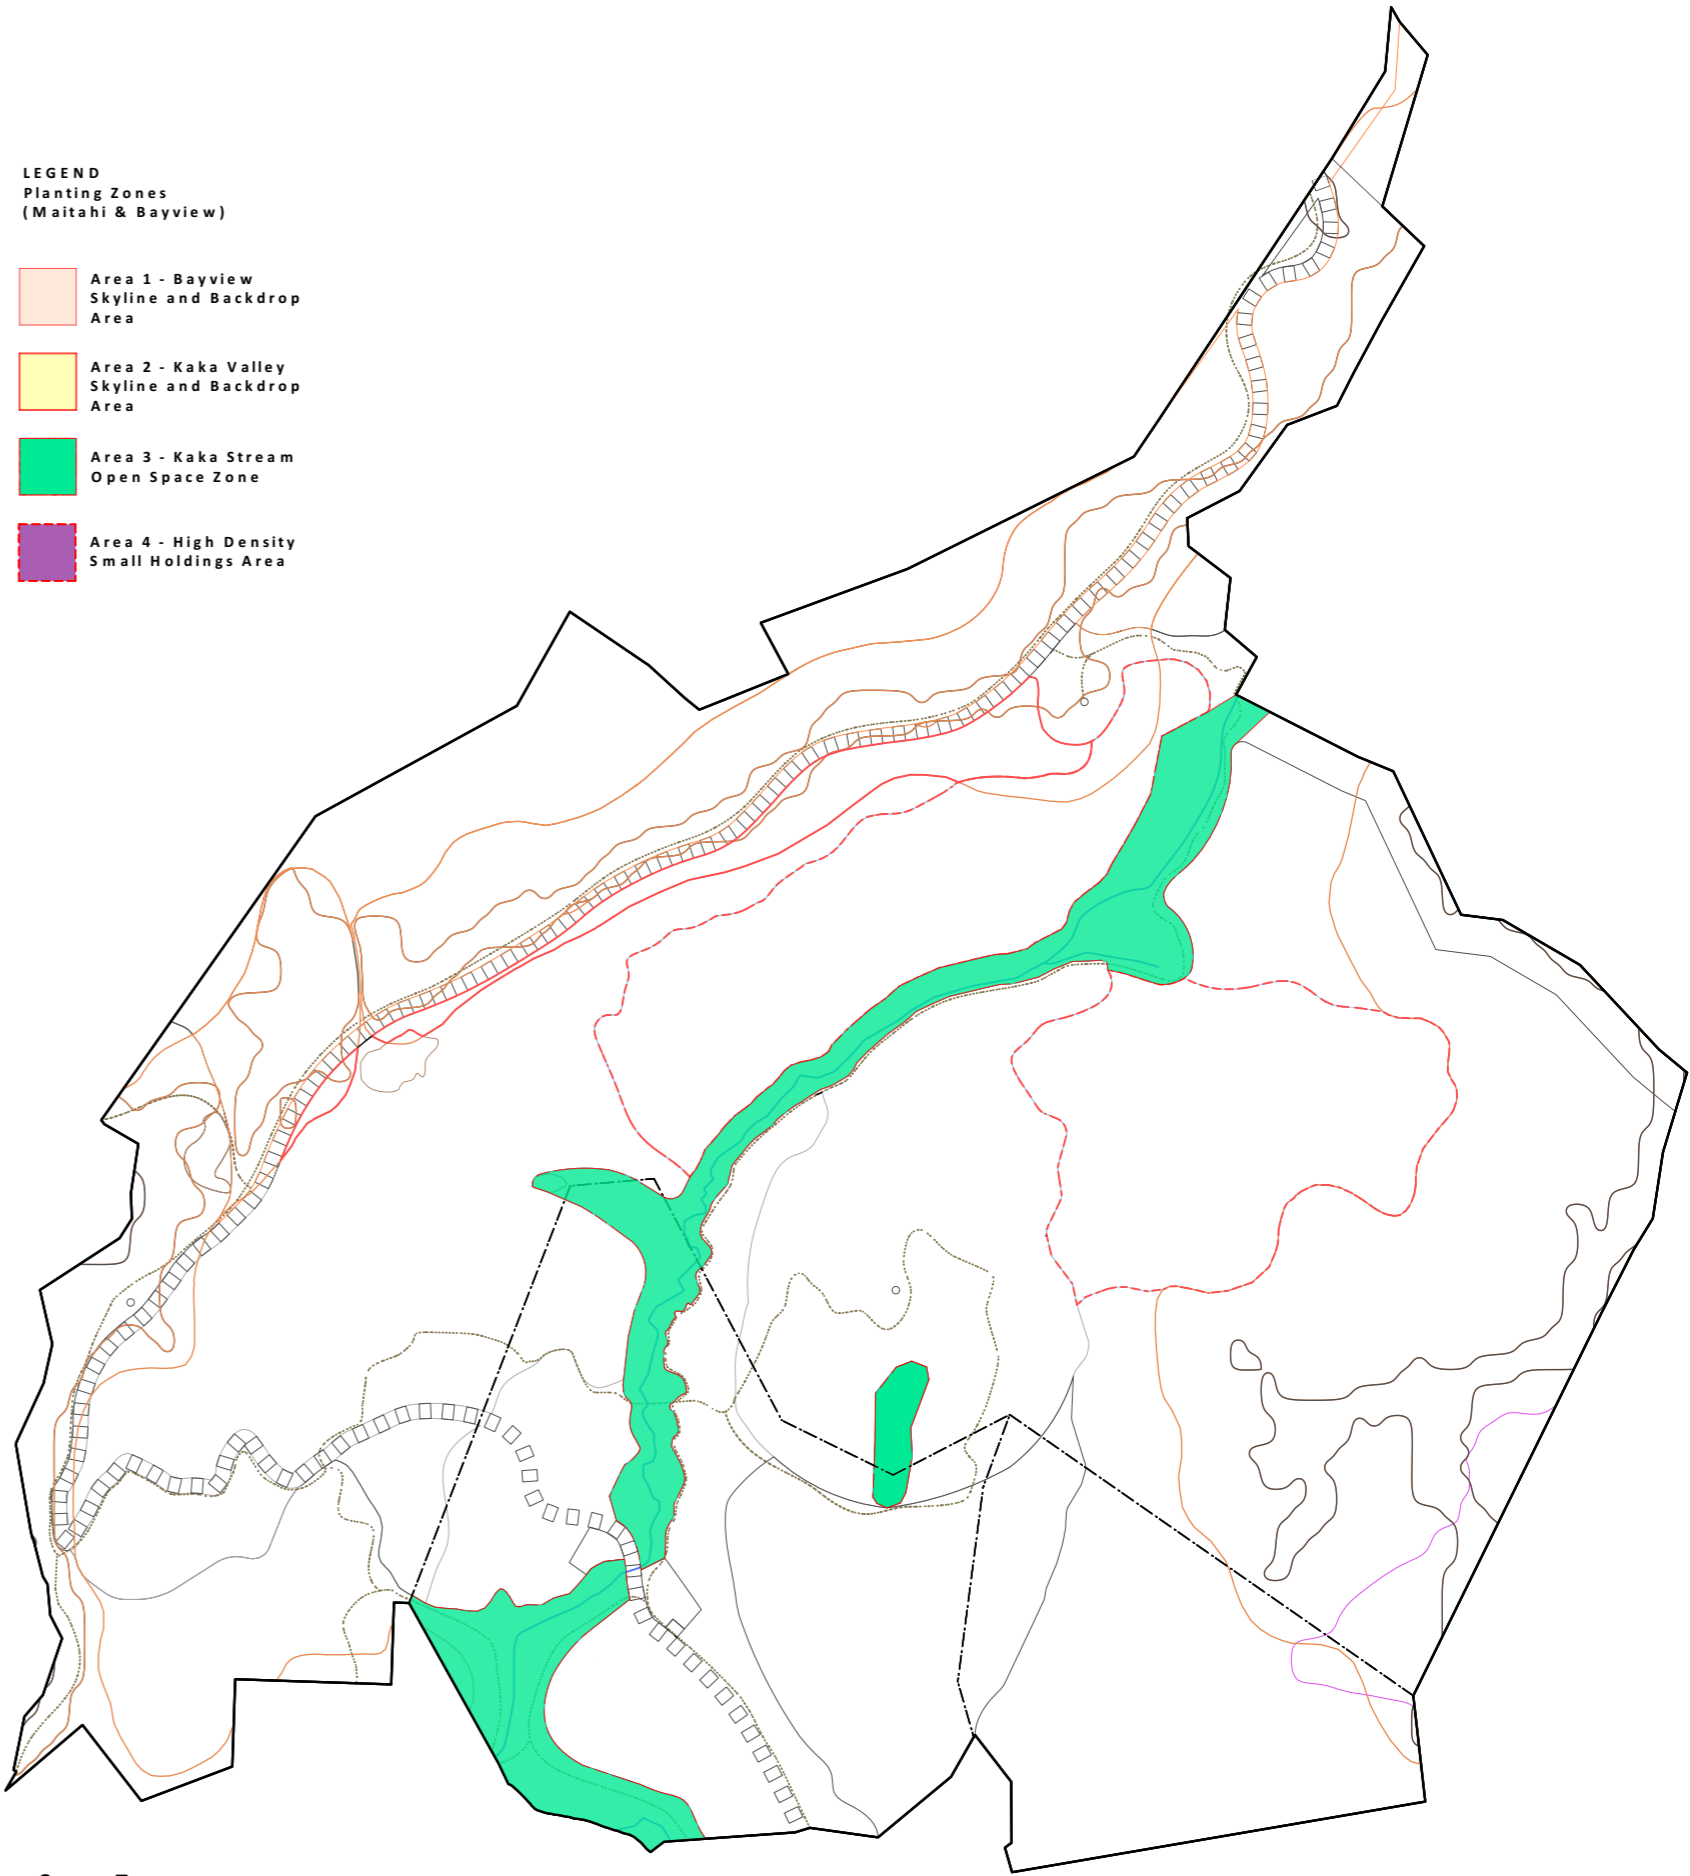 LEGEND
Planting Zones
(Maitahi & Bayview)
Area 1 - Bayview
Skyline and Backdrop
Area
Area 2 - Kaka Valley
Skyline and Backdrop
Area
Area 3 - Kaka Stream
Open Space Zone
Area 4 - High Density
Small Holdings Area